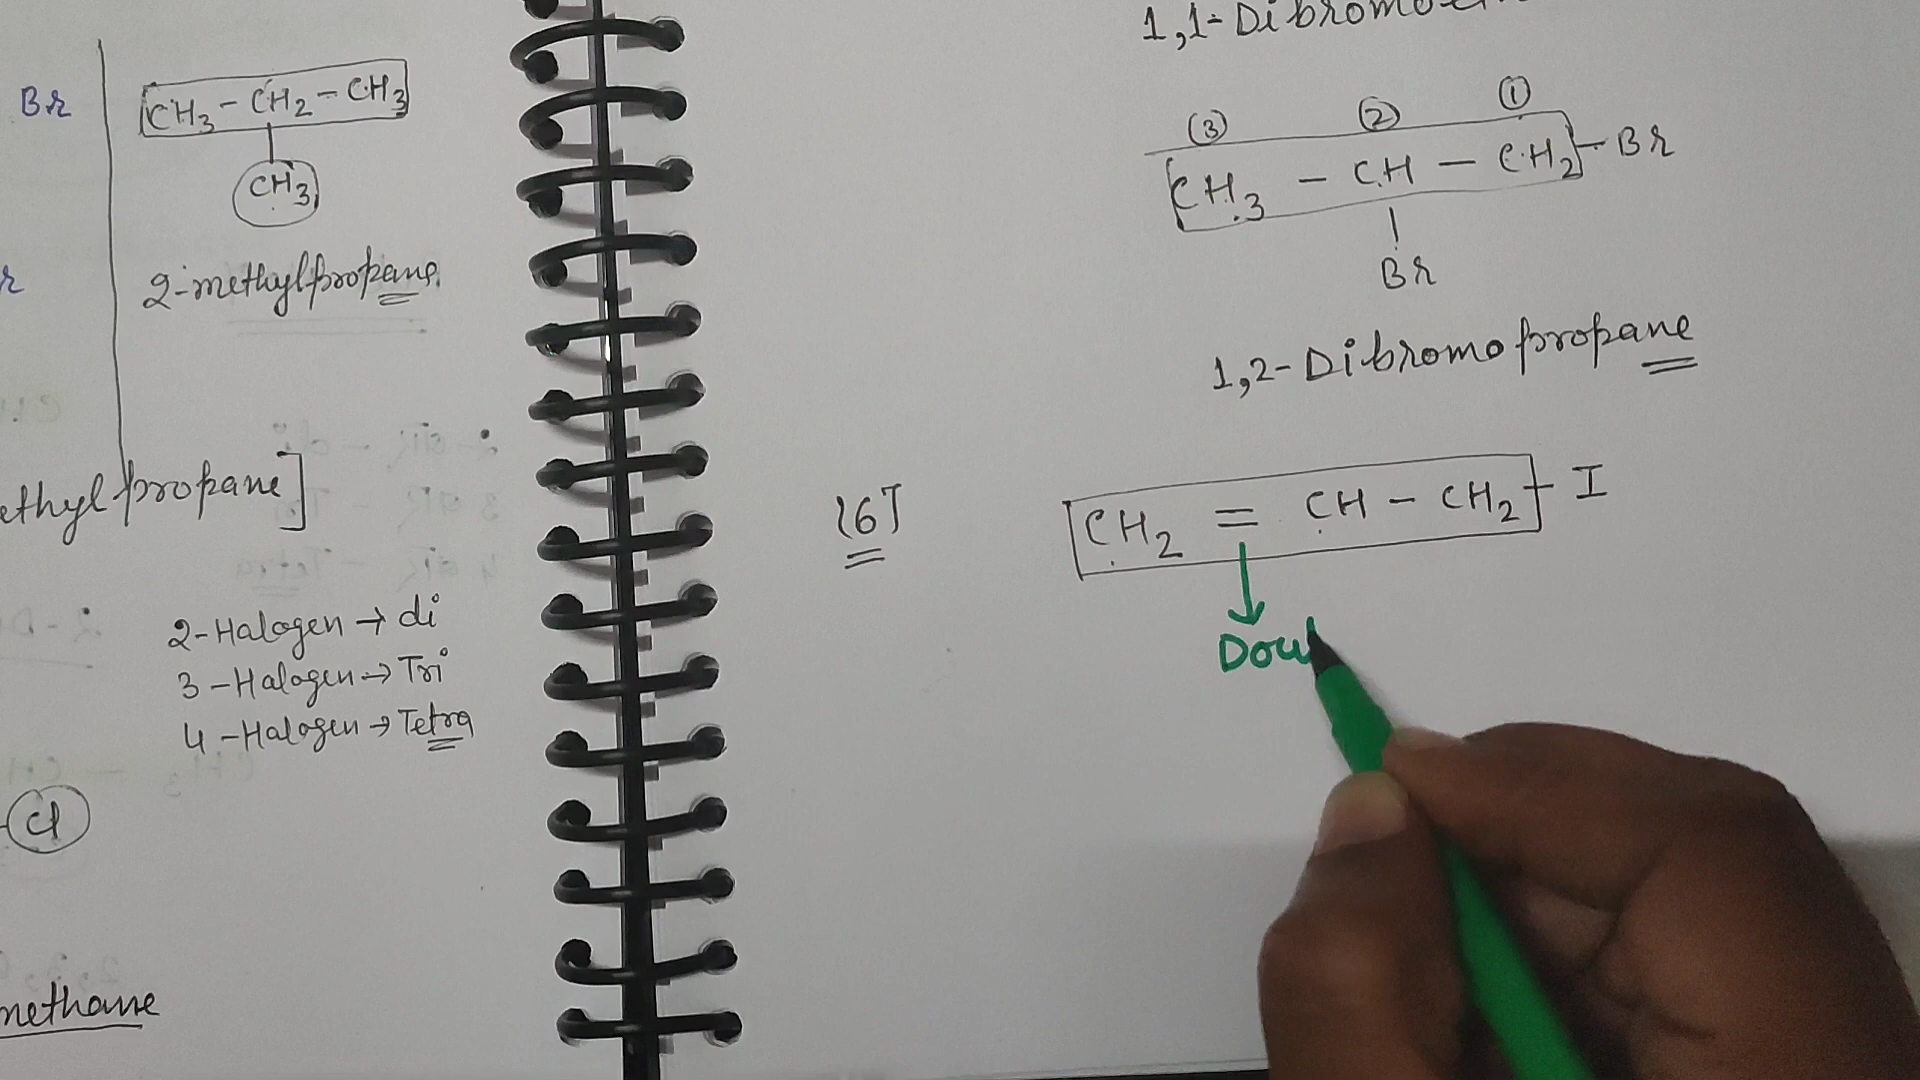 Br
CH3 - CH2 - CH3
CH3
2-methylpropane.
ethyl propane]
2-Halogen → di
3-Halogen → Tri
4-Halogen → Tetra
Cl
methane
1,1-Dibromo
③ ② ①
CH3 - CH - CH2 - Br
Br
1,2-Dibromopropane
(6)
CH2 = CH - CH2 - I
Dou